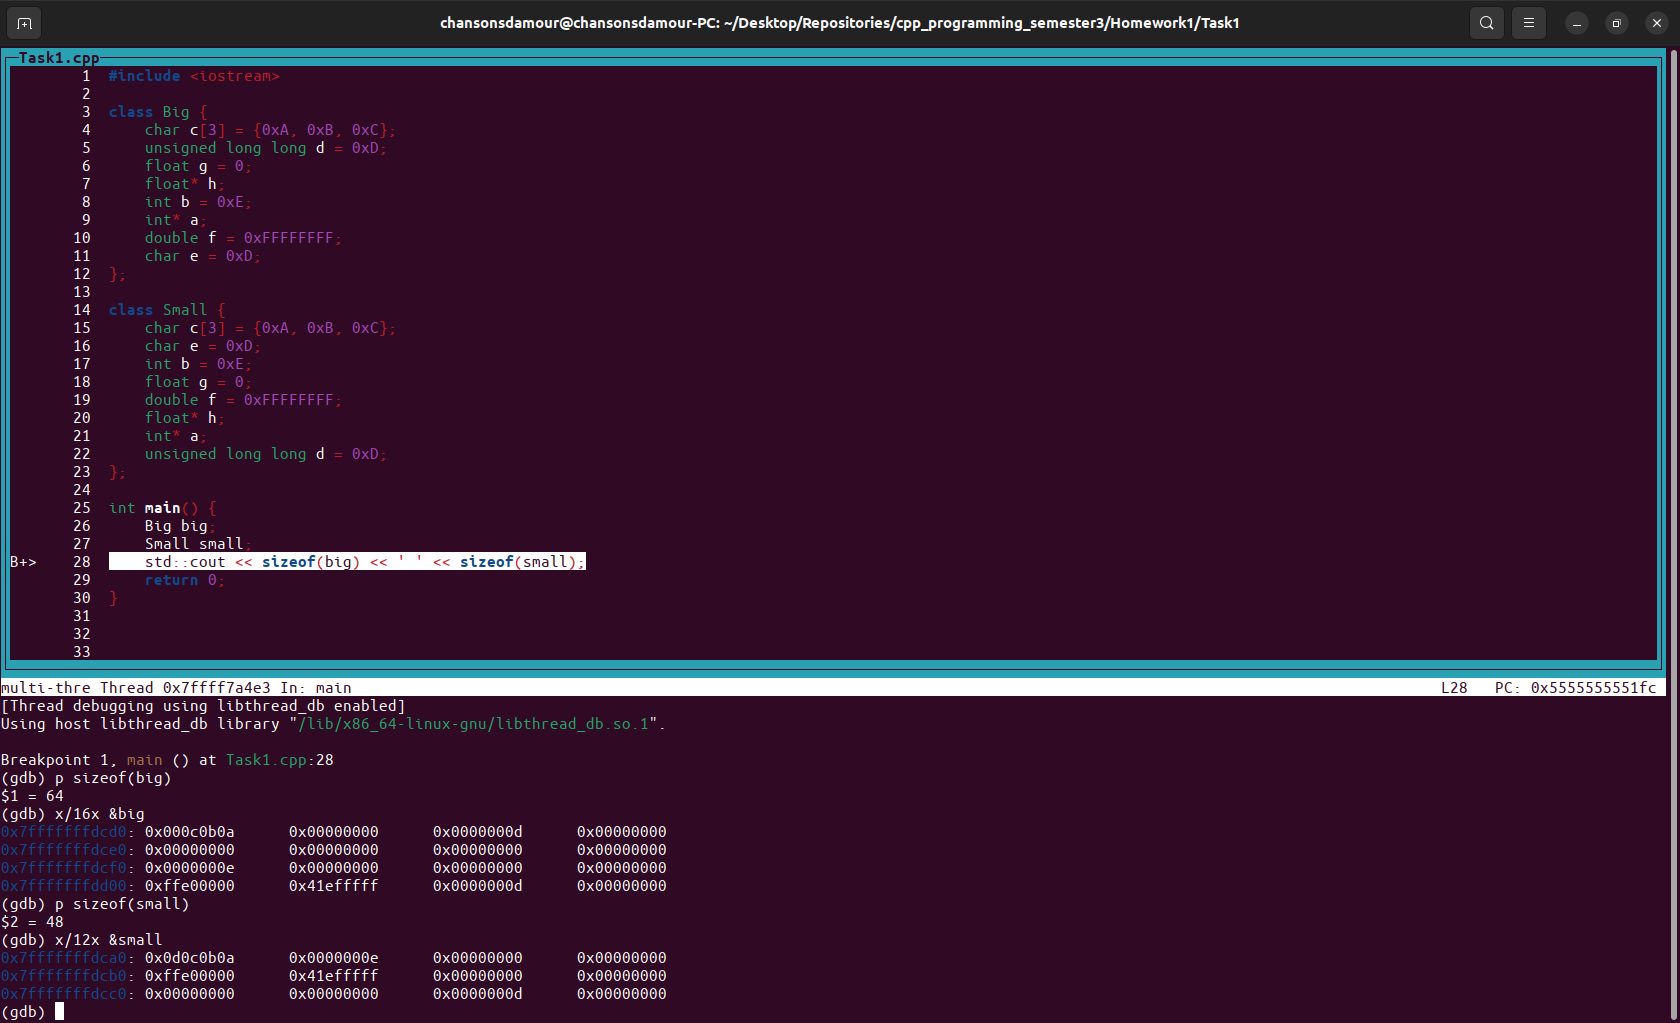 chansonsdamour@chansonsdamour-PC: ~/Desktop/Repositories/cpp_programming_semester3/Homework1/Task1
Task1.cpp
1 #include <iostream>
2
3 class Big {
4     char c[3] = {0xA, 0xB, 0xC};
5     unsigned long long d = 0xD;
6     float g = 0;
7     float* h;
8     int b = 0xE;
9     int* a;
10     double f = 0xFFFFFFFF;
11     char e = 0xD;
12 };
13
14 class Small {
15     char c[3] = {0xA, 0xB, 0xC};
16     char e = 0xD;
17     int b = 0xE;
18     float g = 0;
19     double f = 0xFFFFFFFF;
20     float* h;
21     int* a;
22     unsigned long long d = 0xD;
23 };
24
25 int main() {
26     Big big;
27     Small small;
B+> 28     std::cout << sizeof(big) << ' ' << sizeof(small);
29     return 0;
30 }
31
32
33
multi-thre Thread 0x7ffff7a4e3 In: main L28 PC: 0x5555555551fc
[Thread debugging using libthread_db enabled]
Using host libthread_db library "/lib/x86_64-linux-gnu/libthread_db.so.1".
Breakpoint 1, main () at Task1.cpp:28
(gdb) p sizeof(big)
$1 = 64
(gdb) x/16x &big
0x7fffffffdcd0: 0x000c0b0a 0x00000000 0x0000000d 0x00000000
0x7fffffffdce0: 0x00000000 0x00000000 0x00000000 0x00000000
0x7fffffffdcf0: 0x0000000e 0x00000000 0x00000000 0x00000000
0x7fffffffdd00: 0xffe00000 0x41efffff 0x0000000d 0x00000000
(gdb) p sizeof(small)
$2 = 48
(gdb) x/12x &small
0x7fffffffdca0: 0x0d0c0b0a 0x0000000e 0x00000000 0x00000000
0x7fffffffdcb0: 0xffe00000 0x41efffff 0x00000000 0x00000000
0x7fffffffdcc0: 0x00000000 0x00000000 0x0000000d 0x00000000
(gdb)